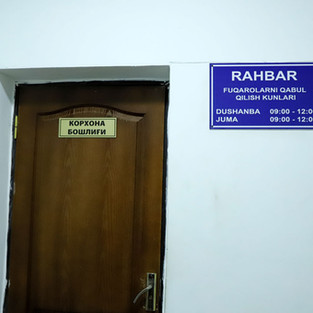 КОРХОНА
БОШЛИҒИ
RAHBAR
FUQAROLARNI QABUL
QILISH KUNLARI
DUSHANBA 09:00 - 12:0
JUMA 09:00 - 12:0